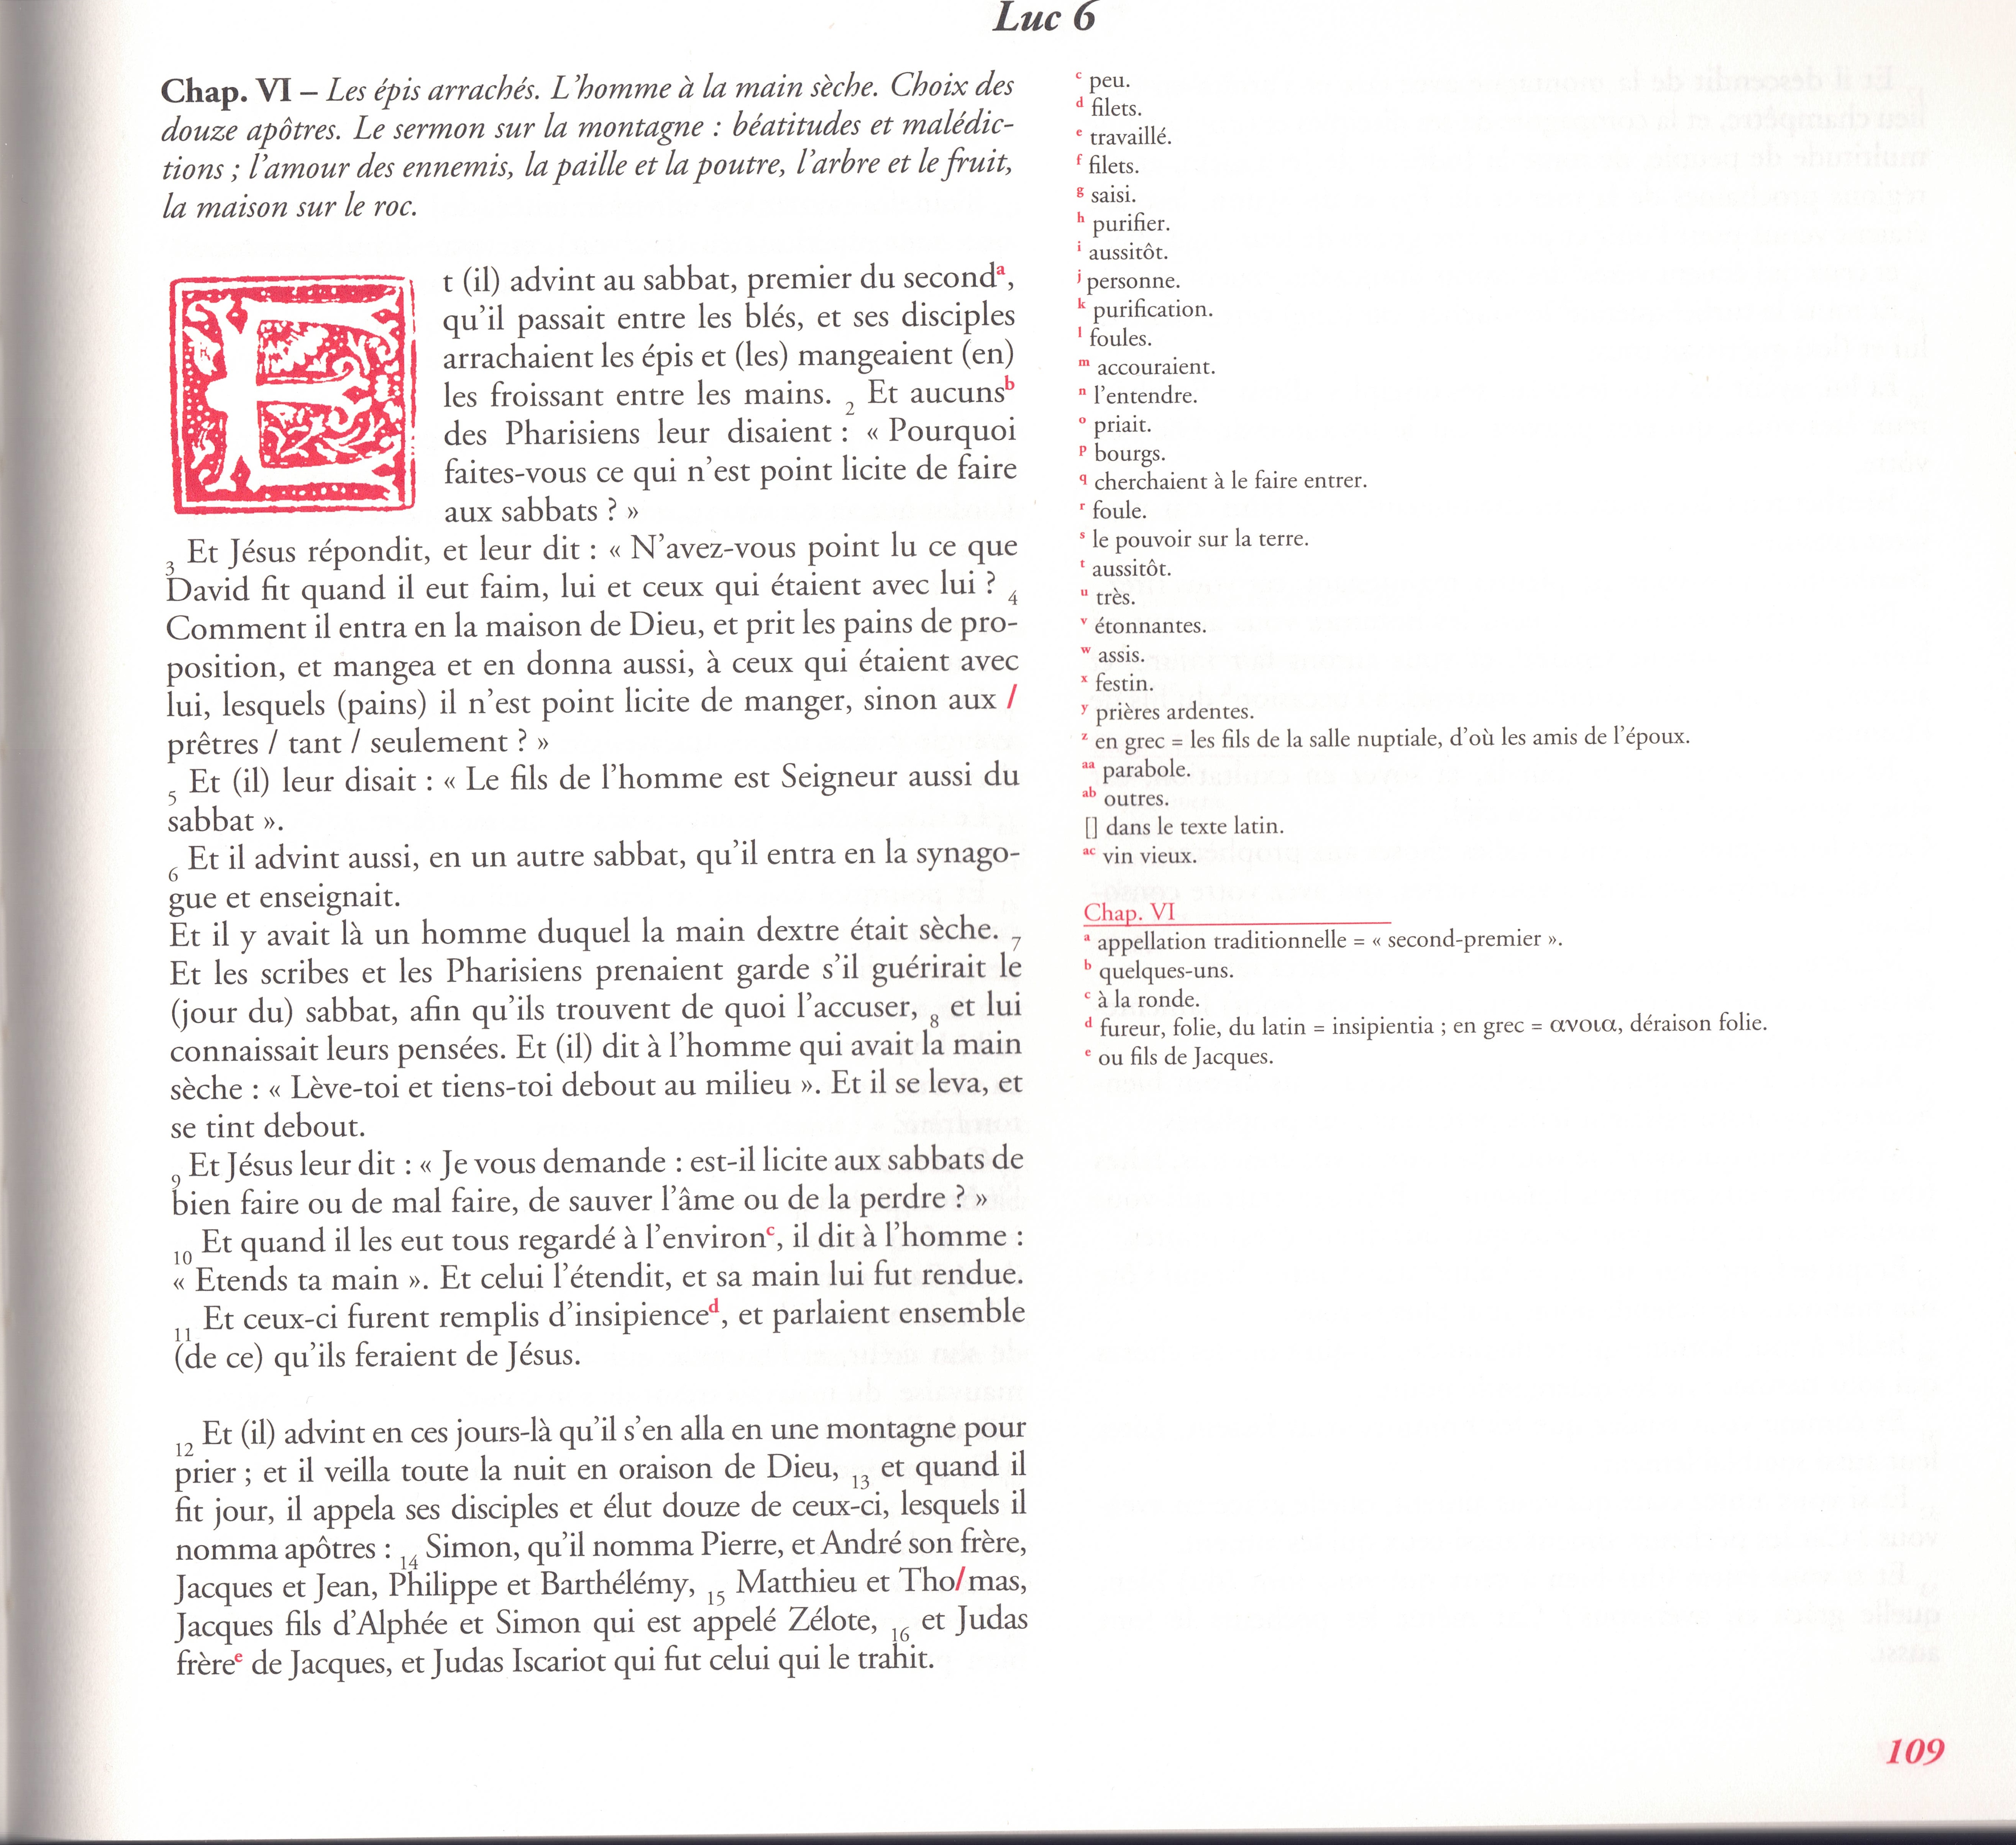 Luc 6
Chap. VI – Les épis arrachés. L'homme à la main sèche. Choix des
douze apôtres. Le sermon sur la montagne : béatitudes et malédic-
tions ; l'amour des ennemis, la paille et la poutre, l'arbre et le fruit,
la maison sur le roc.
Et (il) advint au sabbat, premier du secondᵃ,
qu'il passait entre les blés, et ses disciples
arrachaient les épis et (les) mangeaient (en)
les froissant entre les mains. 2 Et aucunsᵇ
des Pharisiens leur disaient : « Pourquoi
faites-vous ce qui n'est point licite de faire
aux sabbats ? »
3 Et Jésus répondit, et leur dit : « N'avez-vous point lu ce que
David fit quand il eut faim, lui et ceux qui étaient avec lui ? 4
Comment il entra en la maison de Dieu, et prit les pains de pro-
position, et mangea et en donna aussi, à ceux qui étaient avec
lui, lesquels (pains) il n'est point licite de manger, sinon aux /
prêtres / tant / seulement ? »
5 Et (il) leur disait : « Le fils de l'homme est Seigneur aussi du
sabbat ».
6 Et il advint aussi, en un autre sabbat, qu'il entra en la synago-
gue et enseignait.
Et il y avait là un homme duquel la main dextre était sèche. 7
Et les scribes et les Pharisiens prenaient garde s'il guérirait le
(jour du) sabbat, afin qu'ils trouvent de quoi l'accuser, 8 et lui
connaissait leurs pensées. Et (il) dit à l'homme qui avait la main
sèche : « Lève-toi et tiens-toi debout au milieu ». Et il se leva, et
se tint debout.
9 Et Jésus leur dit : « Je vous demande : est-il licite aux sabbats de
bien faire ou de mal faire, de sauver l'âme ou de la perdre ? »
10 Et quand il les eut tous regardé à l'environᶜ, il dit à l'homme :
« Etends ta main ». Et celui l'étendit, et sa main lui fut rendue.
11 Et ceux-ci furent remplis d'insipienceᵈ, et parlaient ensemble
(de ce) qu'ils feraient de Jésus.
12 Et (il) advint en ces jours-là qu'il s'en alla en une montagne pour
prier ; et il veilla toute la nuit en oraison de Dieu, 13 et quand il
fit jour, il appela ses disciples et élut douze de ceux-ci, lesquels il
nomma apôtres : 14 Simon, qu'il nomma Pierre, et André son frère,
Jacques et Jean, Philippe et Barthélémy, 15 Matthieu et Tho/mas,
Jacques fils d'Alphée et Simon qui est appelé Zélote, 16 et Judas
frèreᵉ de Jacques, et Judas Iscariot qui fut celui qui le trahit.
c peu.
d filets.
e travaillé.
f filets.
g saisi.
h purifier.
i aussitôt.
j personne.
k purification.
l foules.
m accouraient.
n l'entendre.
o priait.
p bourgs.
q cherchaient à le faire entrer.
r foule.
s le pouvoir sur la terre.
t aussitôt.
u très.
v étonnantes.
w assis.
x festin.
y prières ardentes.
z en grec = les fils de la salle nuptiale, d'où les amis de l'époux.
aa parabole.
ab outres.
[] dans le texte latin.
ac vin vieux.
Chap. VI
a appellation traditionnelle = « second-premier ».
b quelques-uns.
c à la ronde.
d fureur, folie, du latin = insipientia ; en grec = ανοια, déraison folie.
e ou fils de Jacques.
109